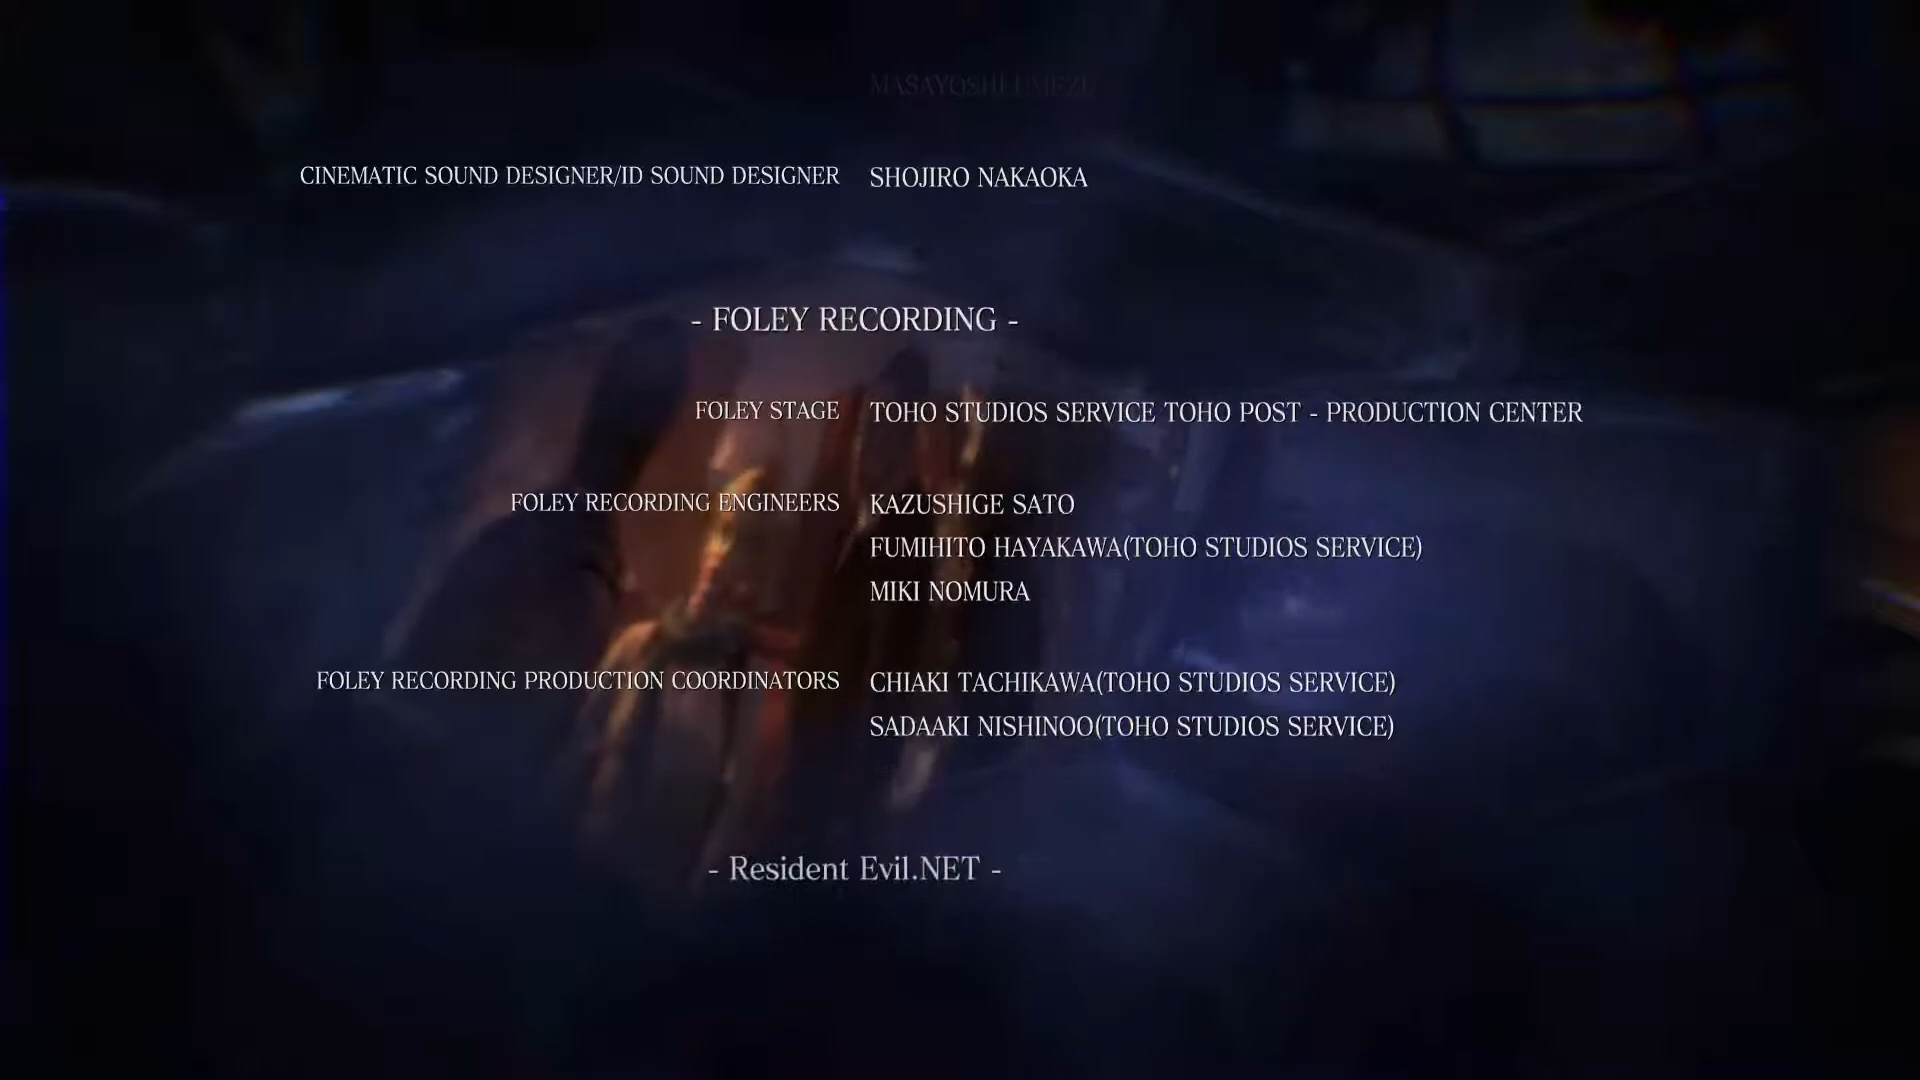 MASAYOSHI UMEZU
CINEMATIC SOUND DESIGNER/ID SOUND DESIGNER SHOJIRO NAKAOKA
- FOLEY RECORDING -
FOLEY STAGE TOHO STUDIOS SERVICE TOHO POST - PRODUCTION CENTER
FOLEY RECORDING ENGINEERS KAZUSHIGE SATO
FUMIHITO HAYAKAWA(TOHO STUDIOS SERVICE)
MIKI NOMURA
FOLEY RECORDING PRODUCTION COORDINATORS CHIAKI TACHIKAWA(TOHO STUDIOS SERVICE)
SADAAKI NISHINOO(TOHO STUDIOS SERVICE)
- Resident Evil.NET -